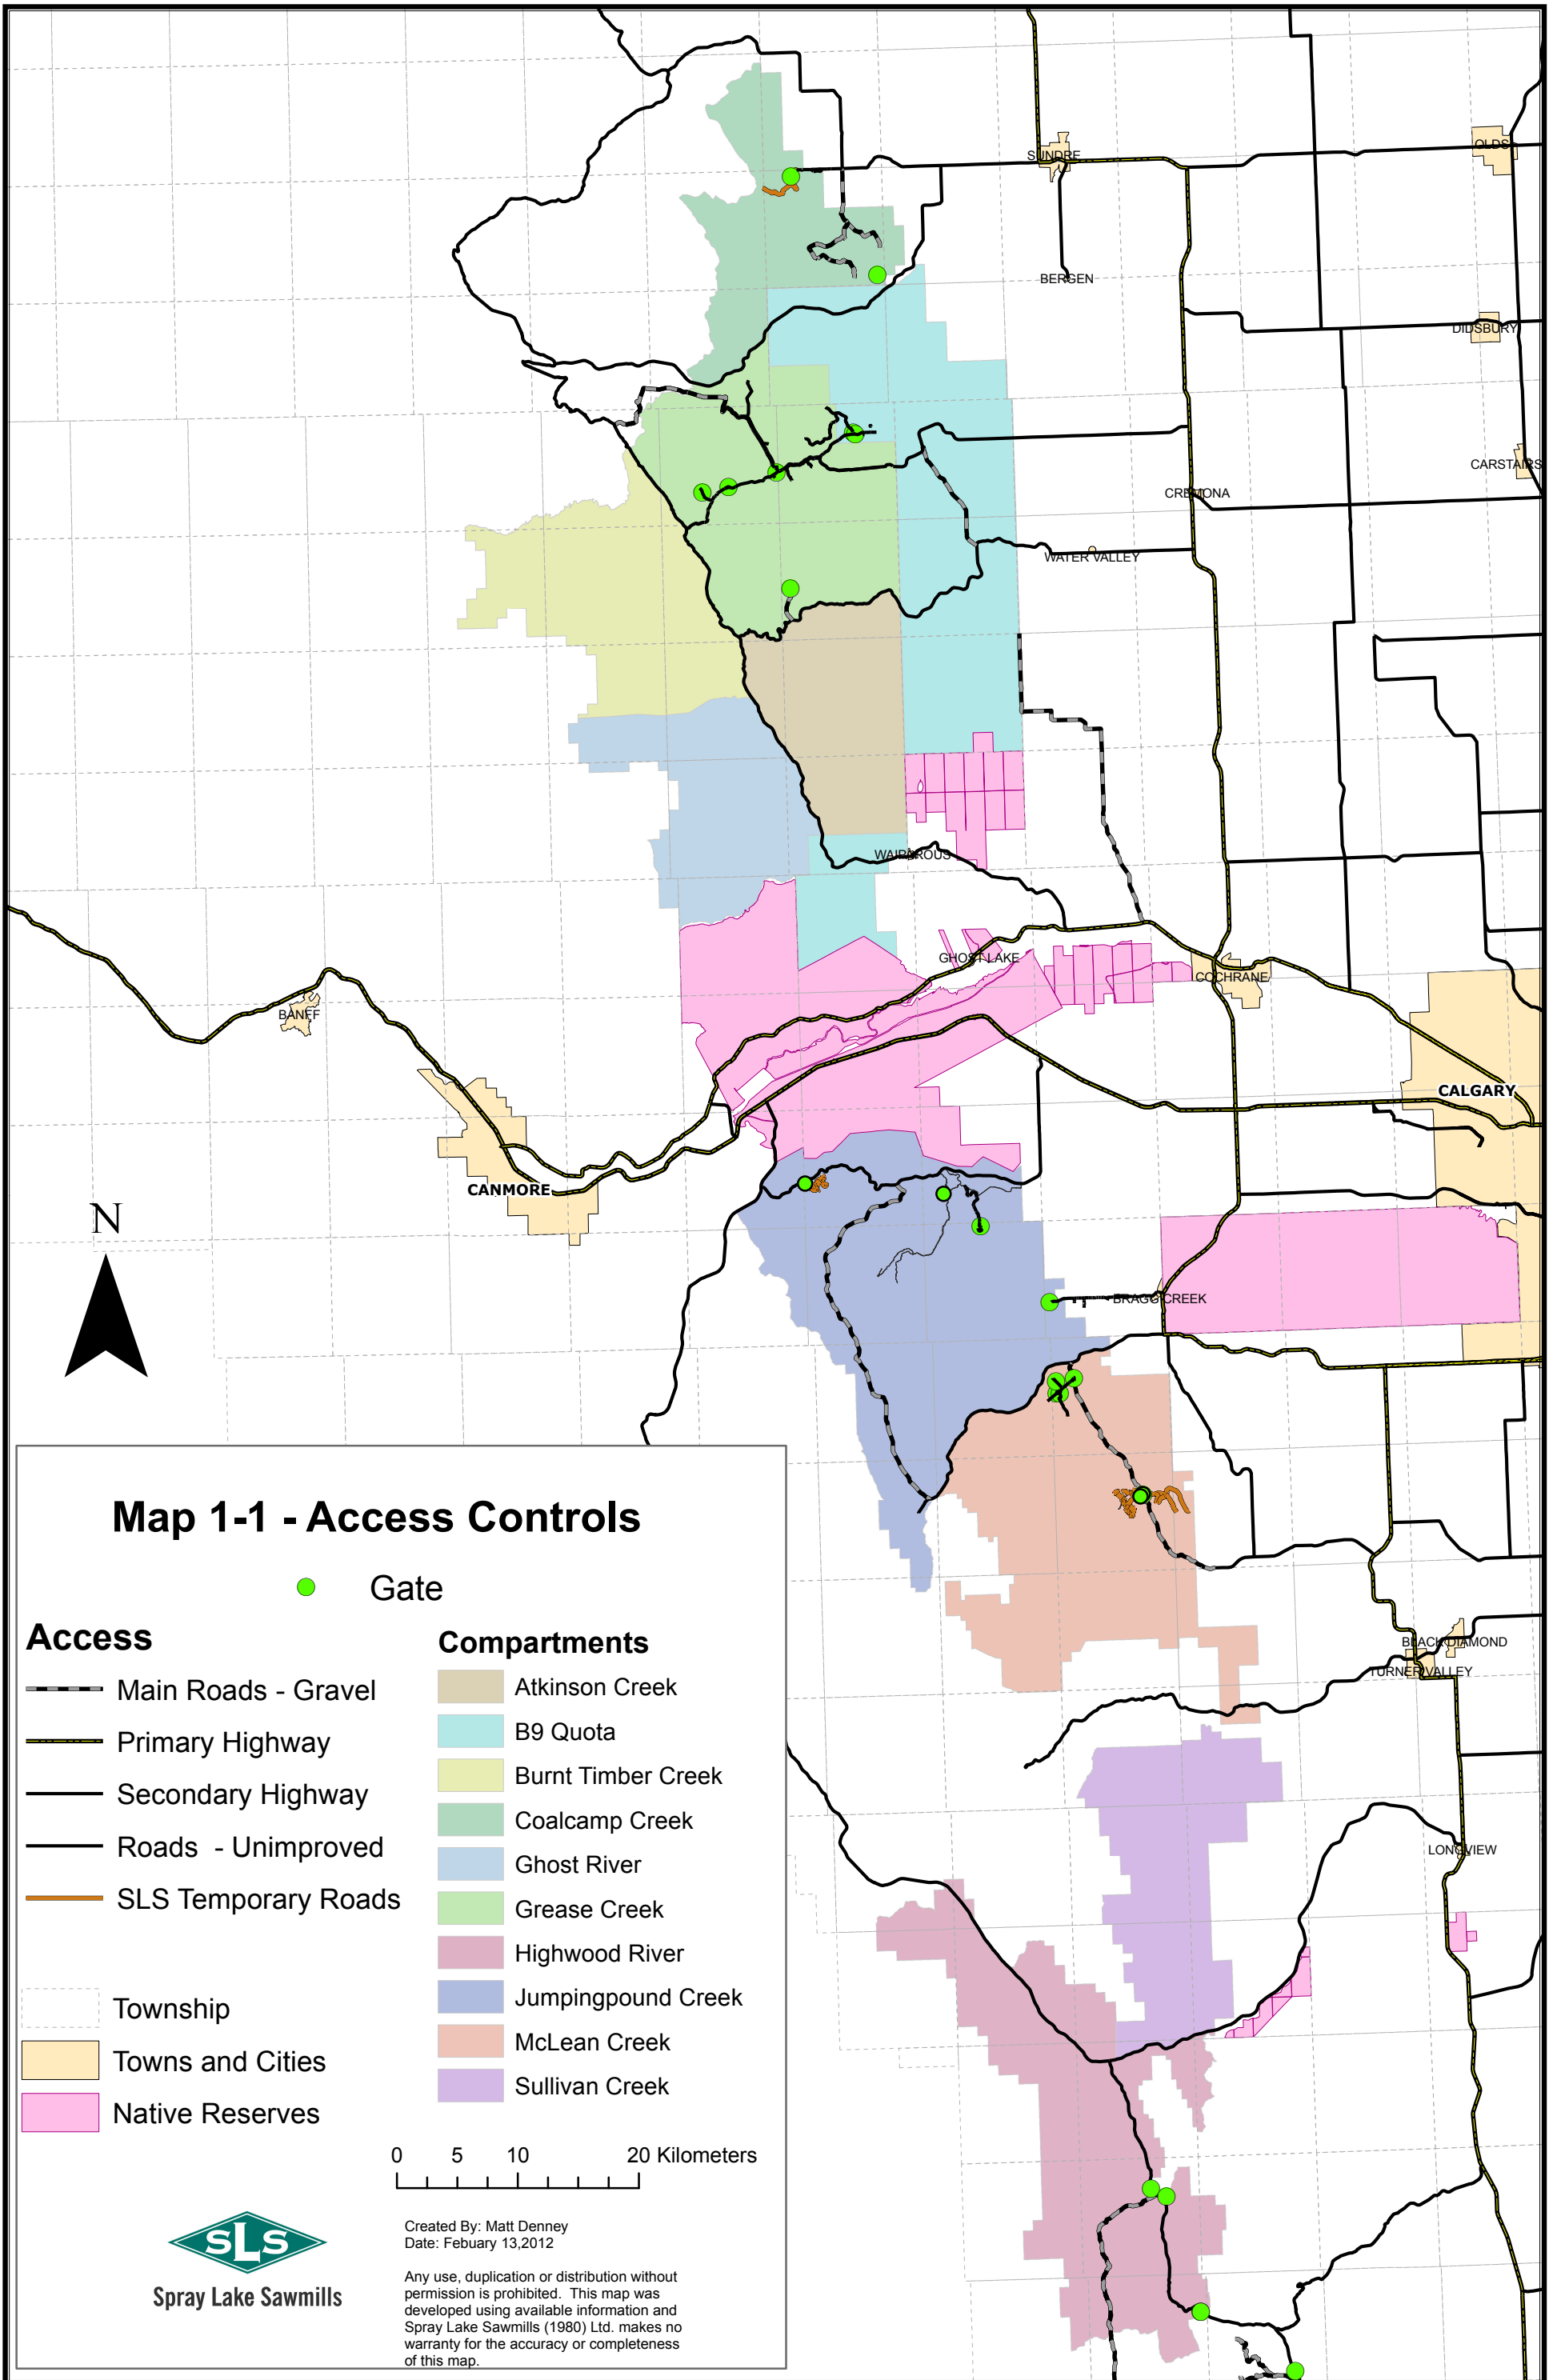 SUNDRE
OLDS
BERGEN
DIDSBURY
CARSTAIRS
CREMONA
WATER VALLEY
WAIPAROUS
GHOST LAKE
COCHRANE
BANFF
CALGARY
CANMORE
N
BRAGG CREEK
BLACK DIAMOND
TURNER VALLEY
LONGVIEW
Map 1-1 - Access Controls
Gate
Access
Main Roads - Gravel
Primary Highway
Secondary Highway
Roads - Unimproved
SLS Temporary Roads
Township
Towns and Cities
Native Reserves
Compartments
Atkinson Creek
B9 Quota
Burnt Timber Creek
Coalcamp Creek
Ghost River
Grease Creek
Highwood River
Jumpingpound Creek
McLean Creek
Sullivan Creek
0 5 10 20 Kilometers
SLS
Spray Lake Sawmills
Created By: Matt Denney
Date: Febuary 13,2012
Any use, duplication or distribution without
permission is prohibited. This map was
developed using available information and
Spray Lake Sawmills (1980) Ltd. makes no
warranty for the accuracy or completeness
of this map.